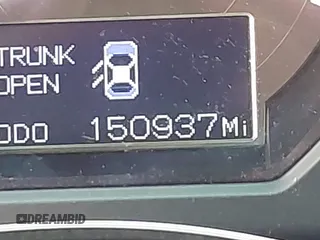 TRUNK
OPEN
ODO 150937Mi
DREAMBID